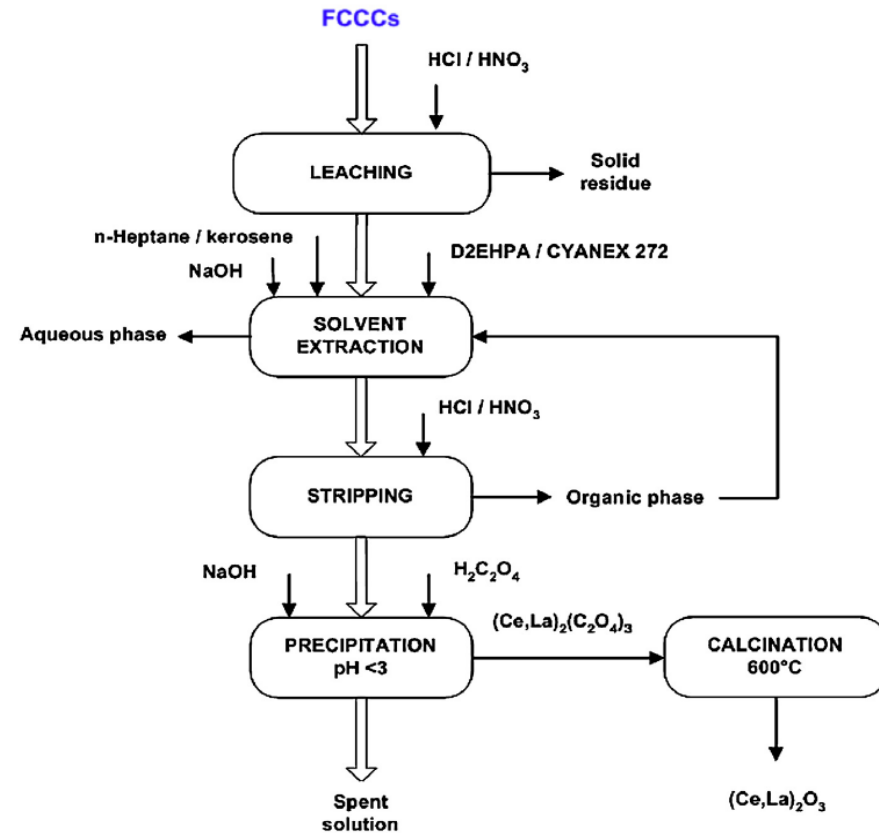 FCCCs
HCl / HNO3
LEACHING
Solid
residue
n-Heptane / kerosene
NaOH
D2EHPA / CYANEX 272
SOLVENT
EXTRACTION
Aqueous phase
HCl / HNO3
STRIPPING
Organic phase
NaOH
H2C2O4
PRECIPITATION
pH <3
(Ce,La)2(C2O4)3
CALCINATION
600°C
Spent
solution
(Ce,La)2O3